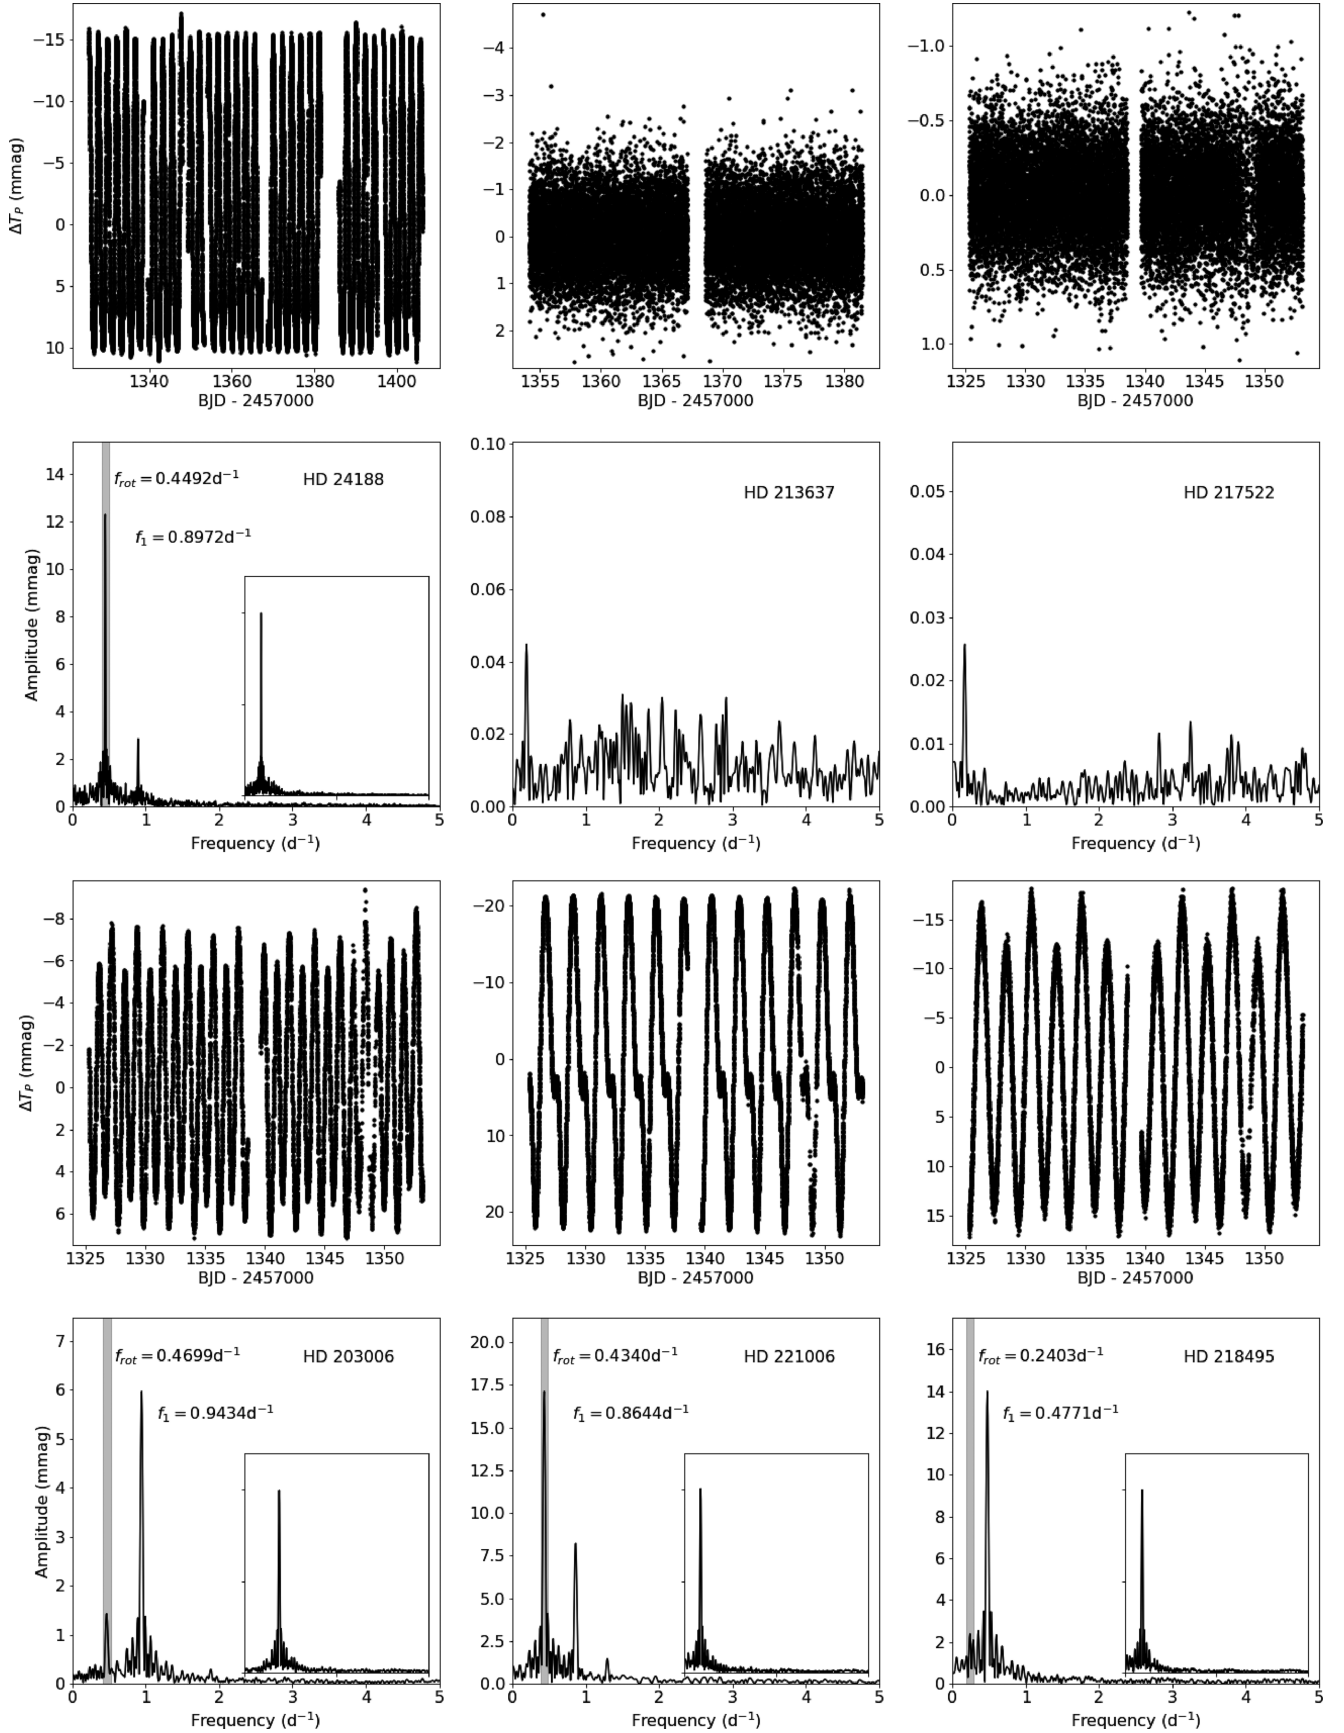 −15
−10
−5
0
5
10
ΔT_P (mmag)
1340 1360 1380 1400
BJD - 2457000
−4
−3
−2
−1
0
1
2
1355 1360 1365 1370 1375 1380
BJD - 2457000
−1.0
−0.5
0.0
0.5
1.0
1325 1330 1335 1340 1345 1350
BJD - 2457000
14
12
10
8
6
4
2
0
Amplitude (mmag)
f_rot = 0.4492d⁻¹ HD 24188
f₁ = 0.8972d⁻¹
0 1 2 3 4 5
Frequency (d⁻¹)
0.10
0.08
0.06
0.04
0.02
0.00
HD 213637
0 1 2 3 4 5
Frequency (d⁻¹)
0.05
0.04
0.03
0.02
0.01
0.00
HD 217522
0 1 2 3 4 5
Frequency (d⁻¹)
−8
−6
−4
−2
0
2
4
6
ΔT_P (mmag)
1325 1330 1335 1340 1345 1350
BJD - 2457000
−20
−10
0
10
20
1325 1330 1335 1340 1345 1350
BJD - 2457000
−15
−10
−5
0
5
10
15
1325 1330 1335 1340 1345 1350
BJD - 2457000
7
6
5
4
3
2
1
0
Amplitude (mmag)
f_rot = 0.4699d⁻¹ HD 203006
f₁ = 0.9434d⁻¹
0 1 2 3 4 5
Frequency (d⁻¹)
20.0
17.5
15.0
12.5
10.0
7.5
5.0
2.5
0.0
f_rot = 0.4340d⁻¹ HD 221006
f₁ = 0.8644d⁻¹
0 1 2 3 4 5
Frequency (d⁻¹)
16
14
12
10
8
6
4
2
0
f_rot = 0.2403d⁻¹ HD 218495
f₁ = 0.4771d⁻¹
0 1 2 3 4 5
Frequency (d⁻¹)